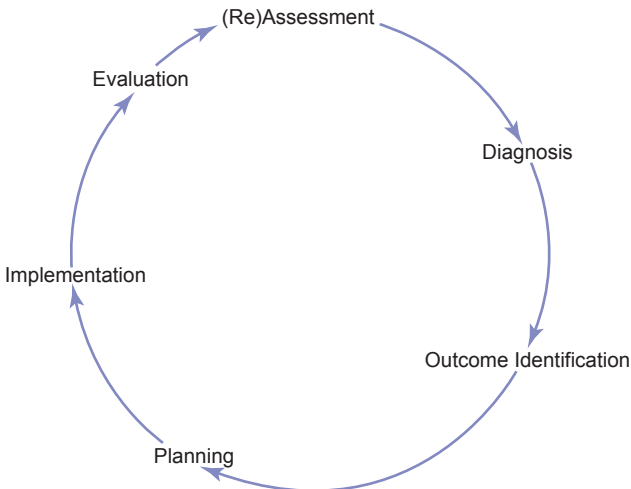 (Re)Assessment
Diagnosis
Outcome Identification
Planning
Implementation
Evaluation